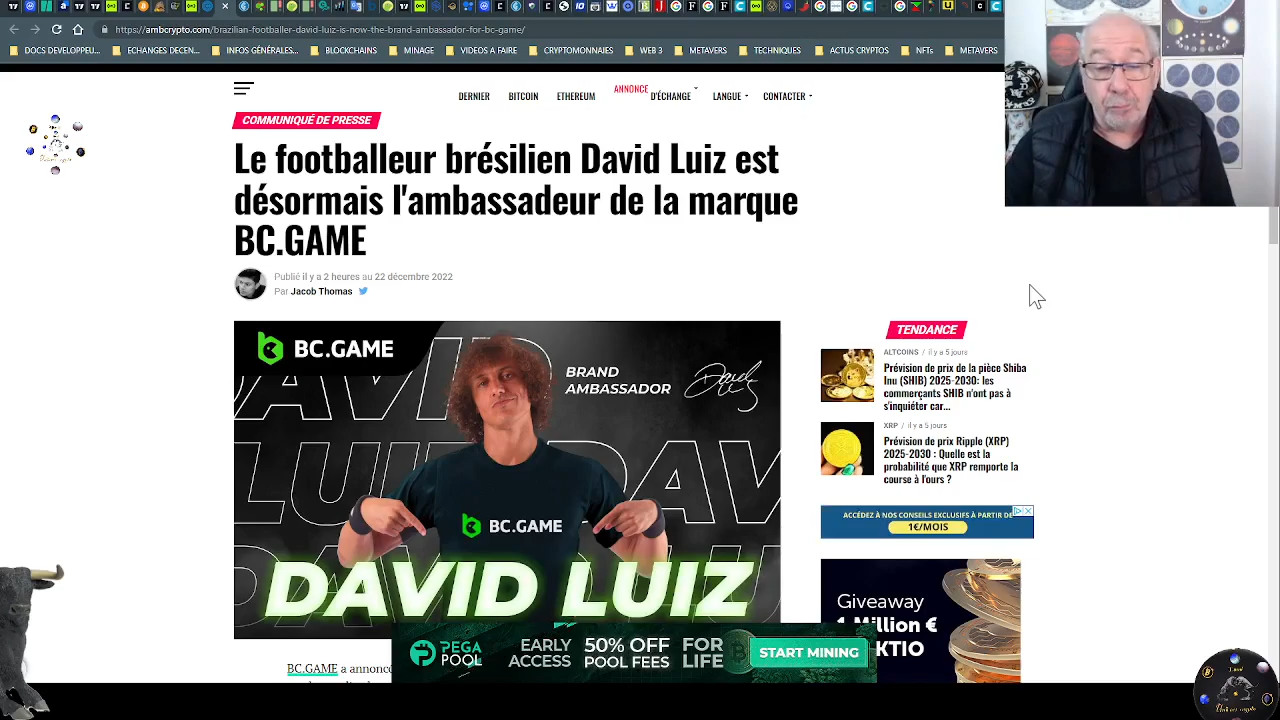 https://ambcrypto.com/brazilian-footballer-david-luiz-is-now-the-brand-ambassador-for-bc-game/
DOCS DEVELOPPEU...
ECHANGES DECEN...
INFOS GÉNÉRALES...
BLOCKCHAINS
MINAGE
VIDEOS A FAIRE
CRYPTOMONNAIES
WEB 3
METAVERS
TECHNIQUES
ACTUS CRYPTOS
NFTs
METAVERS
DERNIER
BITCOIN
ETHEREUM
ANNONCE
D'ÉCHANGE
LANGUE
CONTACTER
COMMUNIQUÉ DE PRESSE
Le footballeur brésilien David Luiz est
désormais l'ambassadeur de la marque
BC.GAME
Publié il y a 2 heures au 22 décembre 2022
Par Jacob Thomas
BC.GAME
BRAND
AMBASSADOR
David
BC.GAME
DAVID LUIZ
TENDANCE
ALTCOINS / il y a 5 jours
Prévision de prix de la pièce Shiba
Inu (SHIB) 2025-2030: les
commerçants SHIB n'ont pas à
s'inquiéter car...
XRP / il y a 5 jours
Prévision de prix Ripple (XRP)
2025-2030 : Quelle est la
probabilité que XRP remporte la
course à l'ours ?
ACCÉDEZ À NOS CONSEILS EXCLUSIFS À PARTIR DE
1€/MOIS
Giveaway
1 Million €
KTIO
PEGA
POOL
EARLY
ACCESS
50% OFF
POOL FEES
FOR
LIFE
START MINING
BC.GAME a annoncé